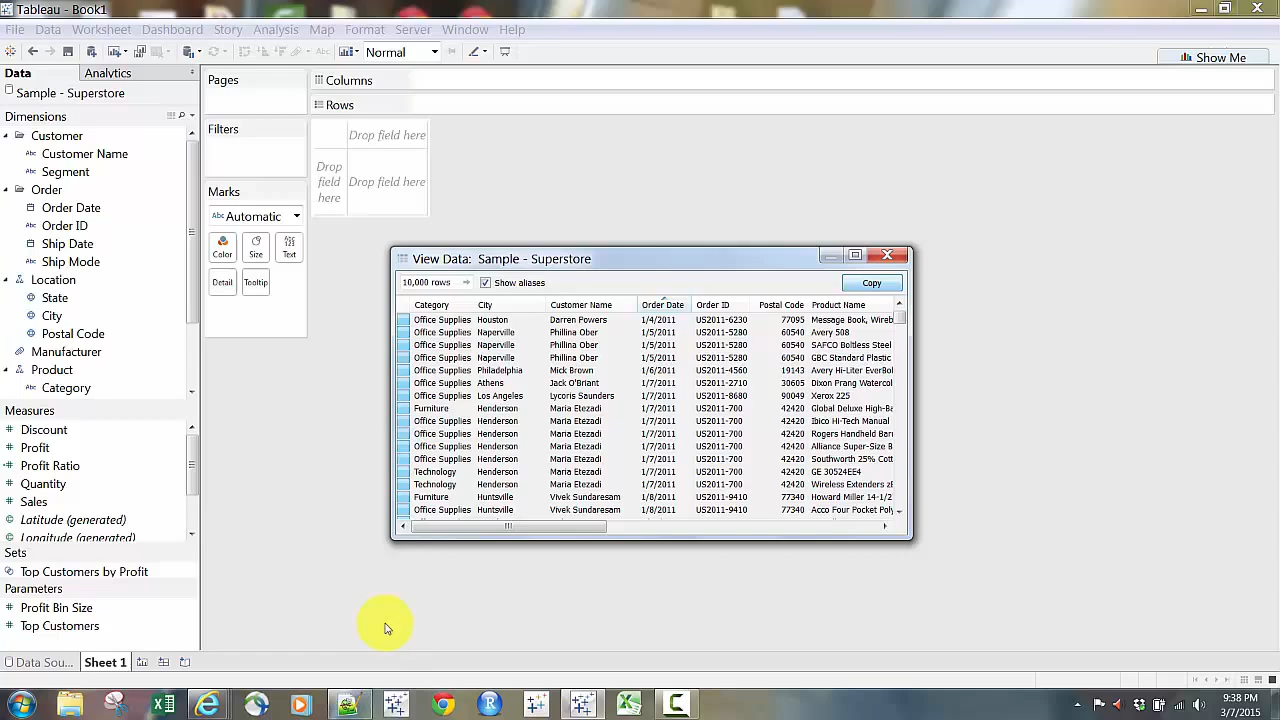 Tableau - Book1
File Data Worksheet Dashboard Story Analysis Map Format Server Window Help
Abc Normal
Show Me
Data Analytics
Sample - Superstore
Dimensions
Customer
Abc Customer Name
Abc Segment
Order
Order Date
Abc Order ID
Ship Date
Abc Ship Mode
Location
State
City
Postal Code
Manufacturer
Product
Abc Category
Measures
# Discount
# Profit
# Profit Ratio
# Quantity
# Sales
Latitude (generated)
Longitude (generated)
Sets
Top Customers by Profit
Parameters
# Profit Bin Size
# Top Customers
Pages
Filters
Marks
Abc Automatic
Color Size Abc 123 Text
Detail Tooltip
Columns
Rows
Drop field here
Drop field here
Drop field here
View Data: Sample - Superstore
10,000 rows Show aliases Copy
Category City Customer Name Order Date Order ID Postal Code Product Name
Office Supplies Houston Darren Powers 1/4/2011 US2011-6230 77095 Message Book, Wireb
Office Supplies Naperville Phillina Ober 1/5/2011 US2011-5280 60540 Avery 508
Office Supplies Naperville Phillina Ober 1/5/2011 US2011-5280 60540 SAFCO Boltless Steel
Office Supplies Naperville Phillina Ober 1/5/2011 US2011-5280 60540 GBC Standard Plastic
Office Supplies Philadelphia Mick Brown 1/6/2011 US2011-4560 19143 Avery Hi-Liter EverBol
Office Supplies Athens Jack O'Briant 1/7/2011 US2011-2710 30605 Dixon Prang Watercol
Office Supplies Los Angeles Lycoris Saunders 1/7/2011 US2011-8680 90049 Xerox 225
Furniture Henderson Maria Etezadi 1/7/2011 US2011-700 42420 Global Deluxe High-Ba
Office Supplies Henderson Maria Etezadi 1/7/2011 US2011-700 42420 Ibico Hi-Tech Manual
Office Supplies Henderson Maria Etezadi 1/7/2011 US2011-700 42420 Rogers Handheld Barr
Office Supplies Henderson Maria Etezadi 1/7/2011 US2011-700 42420 Alliance Super-Size B
Office Supplies Henderson Maria Etezadi 1/7/2011 US2011-700 42420 Southworth 25% Cott
Technology Henderson Maria Etezadi 1/7/2011 US2011-700 42420 GE 30524EE4
Technology Henderson Maria Etezadi 1/7/2011 US2011-700 42420 Wireless Extenders zB
Furniture Huntsville Vivek Sundaresam 1/8/2011 US2011-9410 77340 Howard Miller 14-1/2
Office Supplies Huntsville Vivek Sundaresam 1/8/2011 US2011-9410 77340 Acco Four Pocket Poly
Data Sou... Sheet 1
9:38 PM
3/7/2015